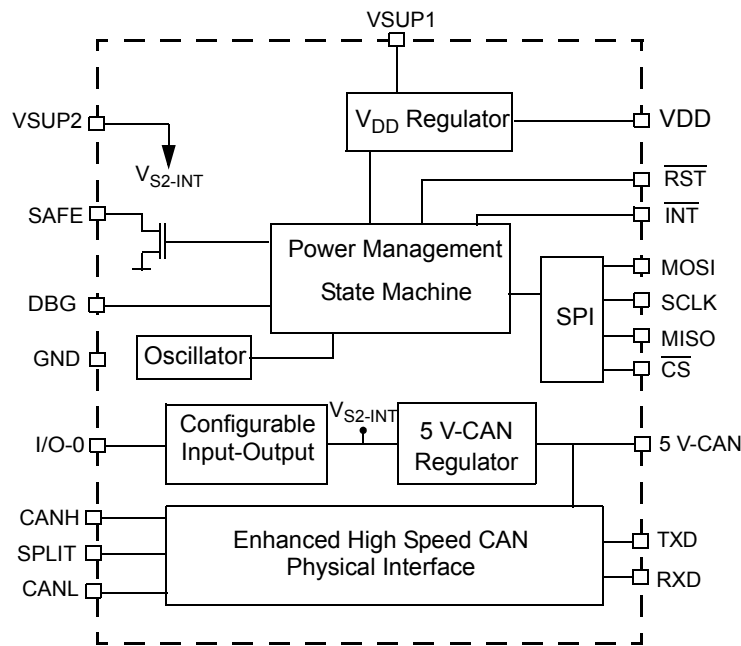 VSUP1
VSUP2
VDD Regulator
VDD
VS2-INT
RST
SAFE
INT
Power Management
State Machine
MOSI
SCLK
SPI
DBG
MISO
GND
Oscillator
CS
VS2-INT
I/O-0
Configurable
Input-Output
5 V-CAN
Regulator
5 V-CAN
CANH
SPLIT
CANL
Enhanced High Speed CAN
Physical Interface
TXD
RXD